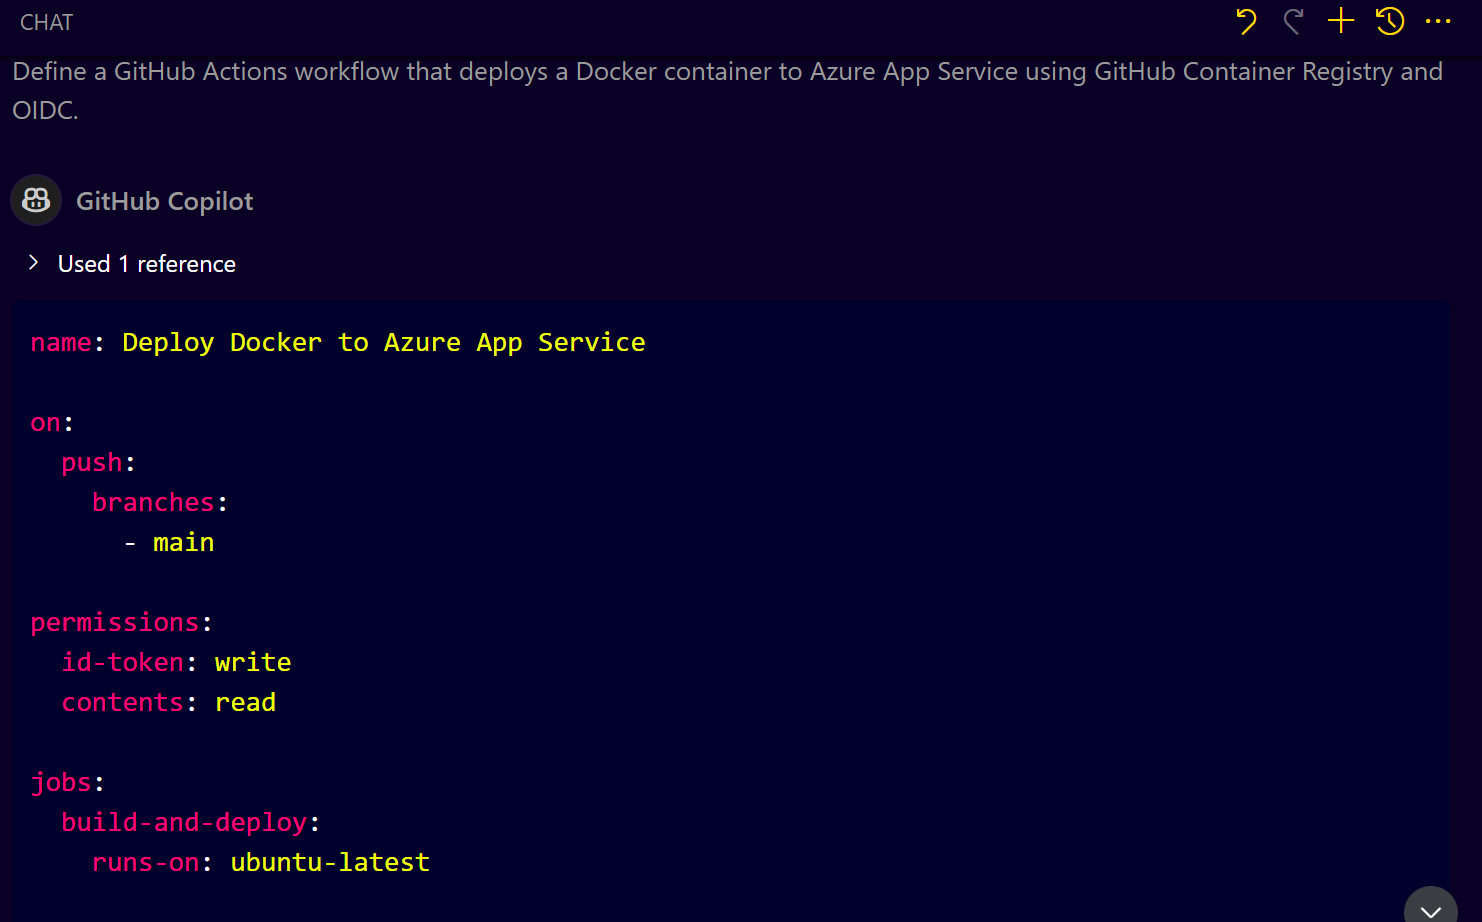 CHAT
Define a GitHub Actions workflow that deploys a Docker container to Azure App Service using GitHub Container Registry and
OIDC.
GitHub Copilot
Used 1 reference
name: Deploy Docker to Azure App Service
on:
  push:
    branches:
      - main
permissions:
  id-token: write
  contents: read
jobs:
  build-and-deploy:
    runs-on: ubuntu-latest